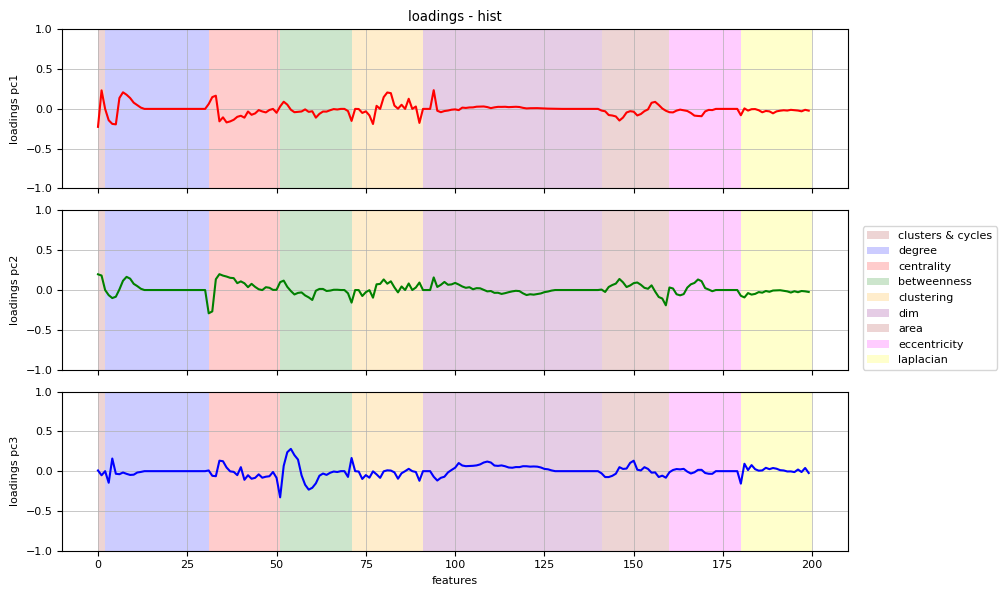 loadings - hist
1.0
0.5
0.0
−0.5
−1.0
loadings pc1
1.0
0.5
0.0
−0.5
−1.0
loadings pc2
clusters & cycles
degree
centrality
betweenness
clustering
dim
area
eccentricity
laplacian
1.0
0.5
0.0
−0.5
−1.0
loadings pc3
0 25 50 75 100 125 150 175 200
features